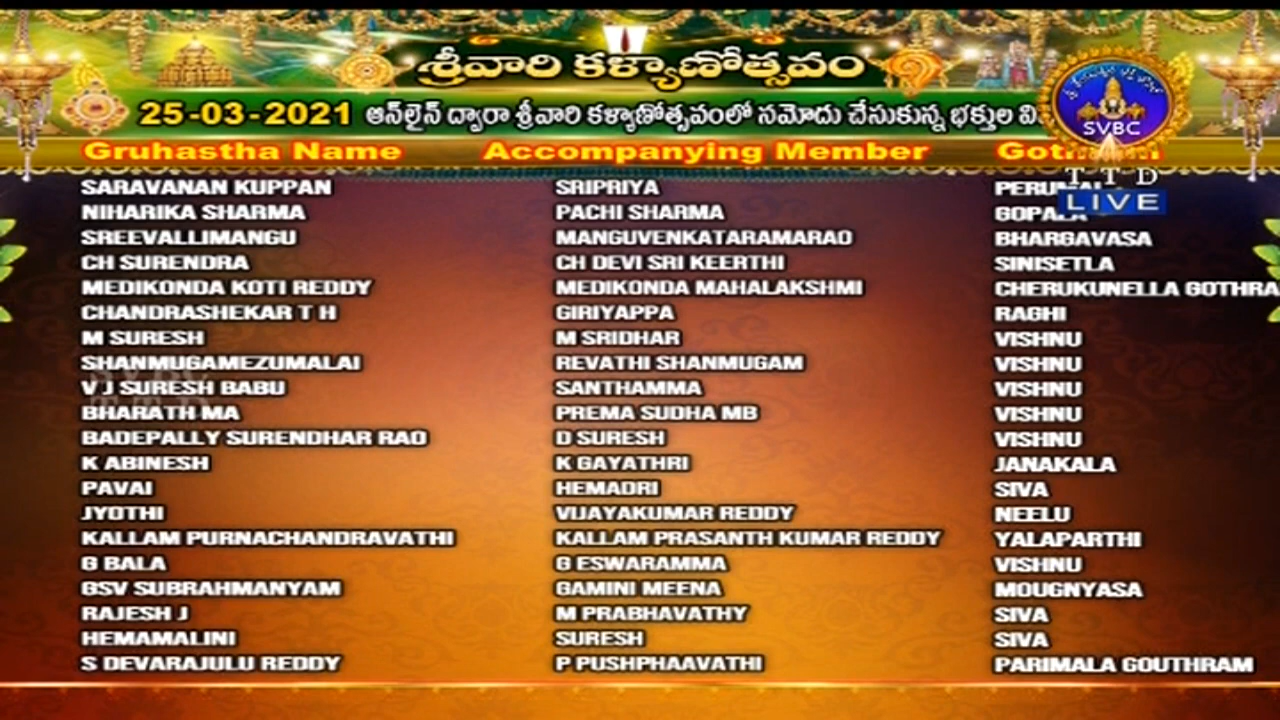 శ్రీవారి కళ్యాణోత్సవం
25-03-2021 ఆన్‌లైన్ ద్వారా శ్రీవారి కళ్యాణోత్సవంలో నమోదు చేసుకున్న భక్తుల
SVBC
Gruhastha Name Accompanying Member
TTD
LIVE
SARAVANAN KUPPAN SRIPRIYA
NIHARIKA SHARMA PACHI SHARMA GOPALA
SREEVALLIMANGU MANGUVENKATARAMARAO BHARGAVASA
CH SURENDRA CH DEVI SRI KEERTHI SINISETLA
MEDIKONDA KOTI REDDY MEDIKONDA MAHALAKSHMI CHERUKUNELLA GOTHRA
CHANDRASHEKAR T H GIRIYAPPA RAGHI
M SURESH M SRIDHAR VISHNU
SHANMUGAMEZUMALAI REVATHI SHANMUGAM VISHNU
V J SURESH BABU SANTHAMMA VISHNU
BHARATH MA PREMA SUDHA MB VISHNU
BADEPALLY SURENDHAR RAO D SURESH VISHNU
K ABINESH K GAYATHRI JANAKALA
PAVAI HEMADRI SIVA
JYOTHI VIJAYAKUMAR REDDY NEELU
KALLAM PURNACHANDRAVATHI KALLAM PRASANTH KUMAR REDDY YALAPARTHI
G BALA G ESWARAMMA VISHNU
GSV SUBRAHMANYAM GAMINI MEENA MOUGNYASA
RAJESH J M PRABHAVATHY SIVA
HEMAMALINI SURESH SIVA
S DEVARAJULU REDDY P PUSHPHAAVATHI PARIMALA GOUTHRAM